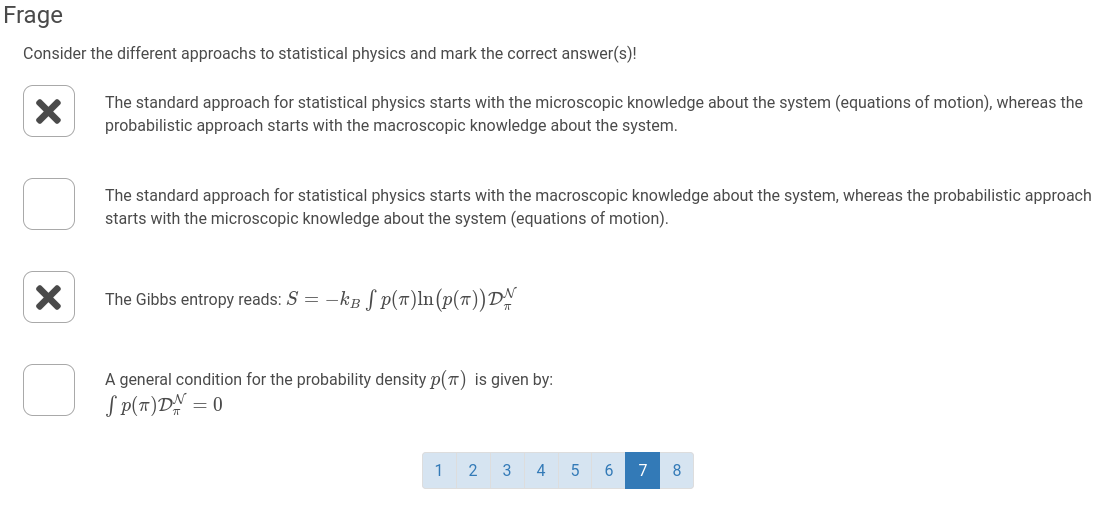 Frage
Consider the different approachs to statistical physics and mark the correct answer(s)!
The standard approach for statistical physics starts with the microscopic knowledge about the system (equations of motion), whereas the
probabilistic approach starts with the macroscopic knowledge about the system.
The standard approach for statistical physics starts with the macroscopic knowledge about the system, whereas the probabilistic approach
starts with the microscopic knowledge about the system (equations of motion).
The Gibbs entropy reads: $S = -k_B \int p(\pi) \ln(p(\pi)) \mathcal{D}_\pi^{\mathcal{N}}$
A general condition for the probability density $p(\pi)$ is given by:
$\int p(\pi) \mathcal{D}_\pi^{\mathcal{N}} = 0$
1 2 3 4 5 6 7 8